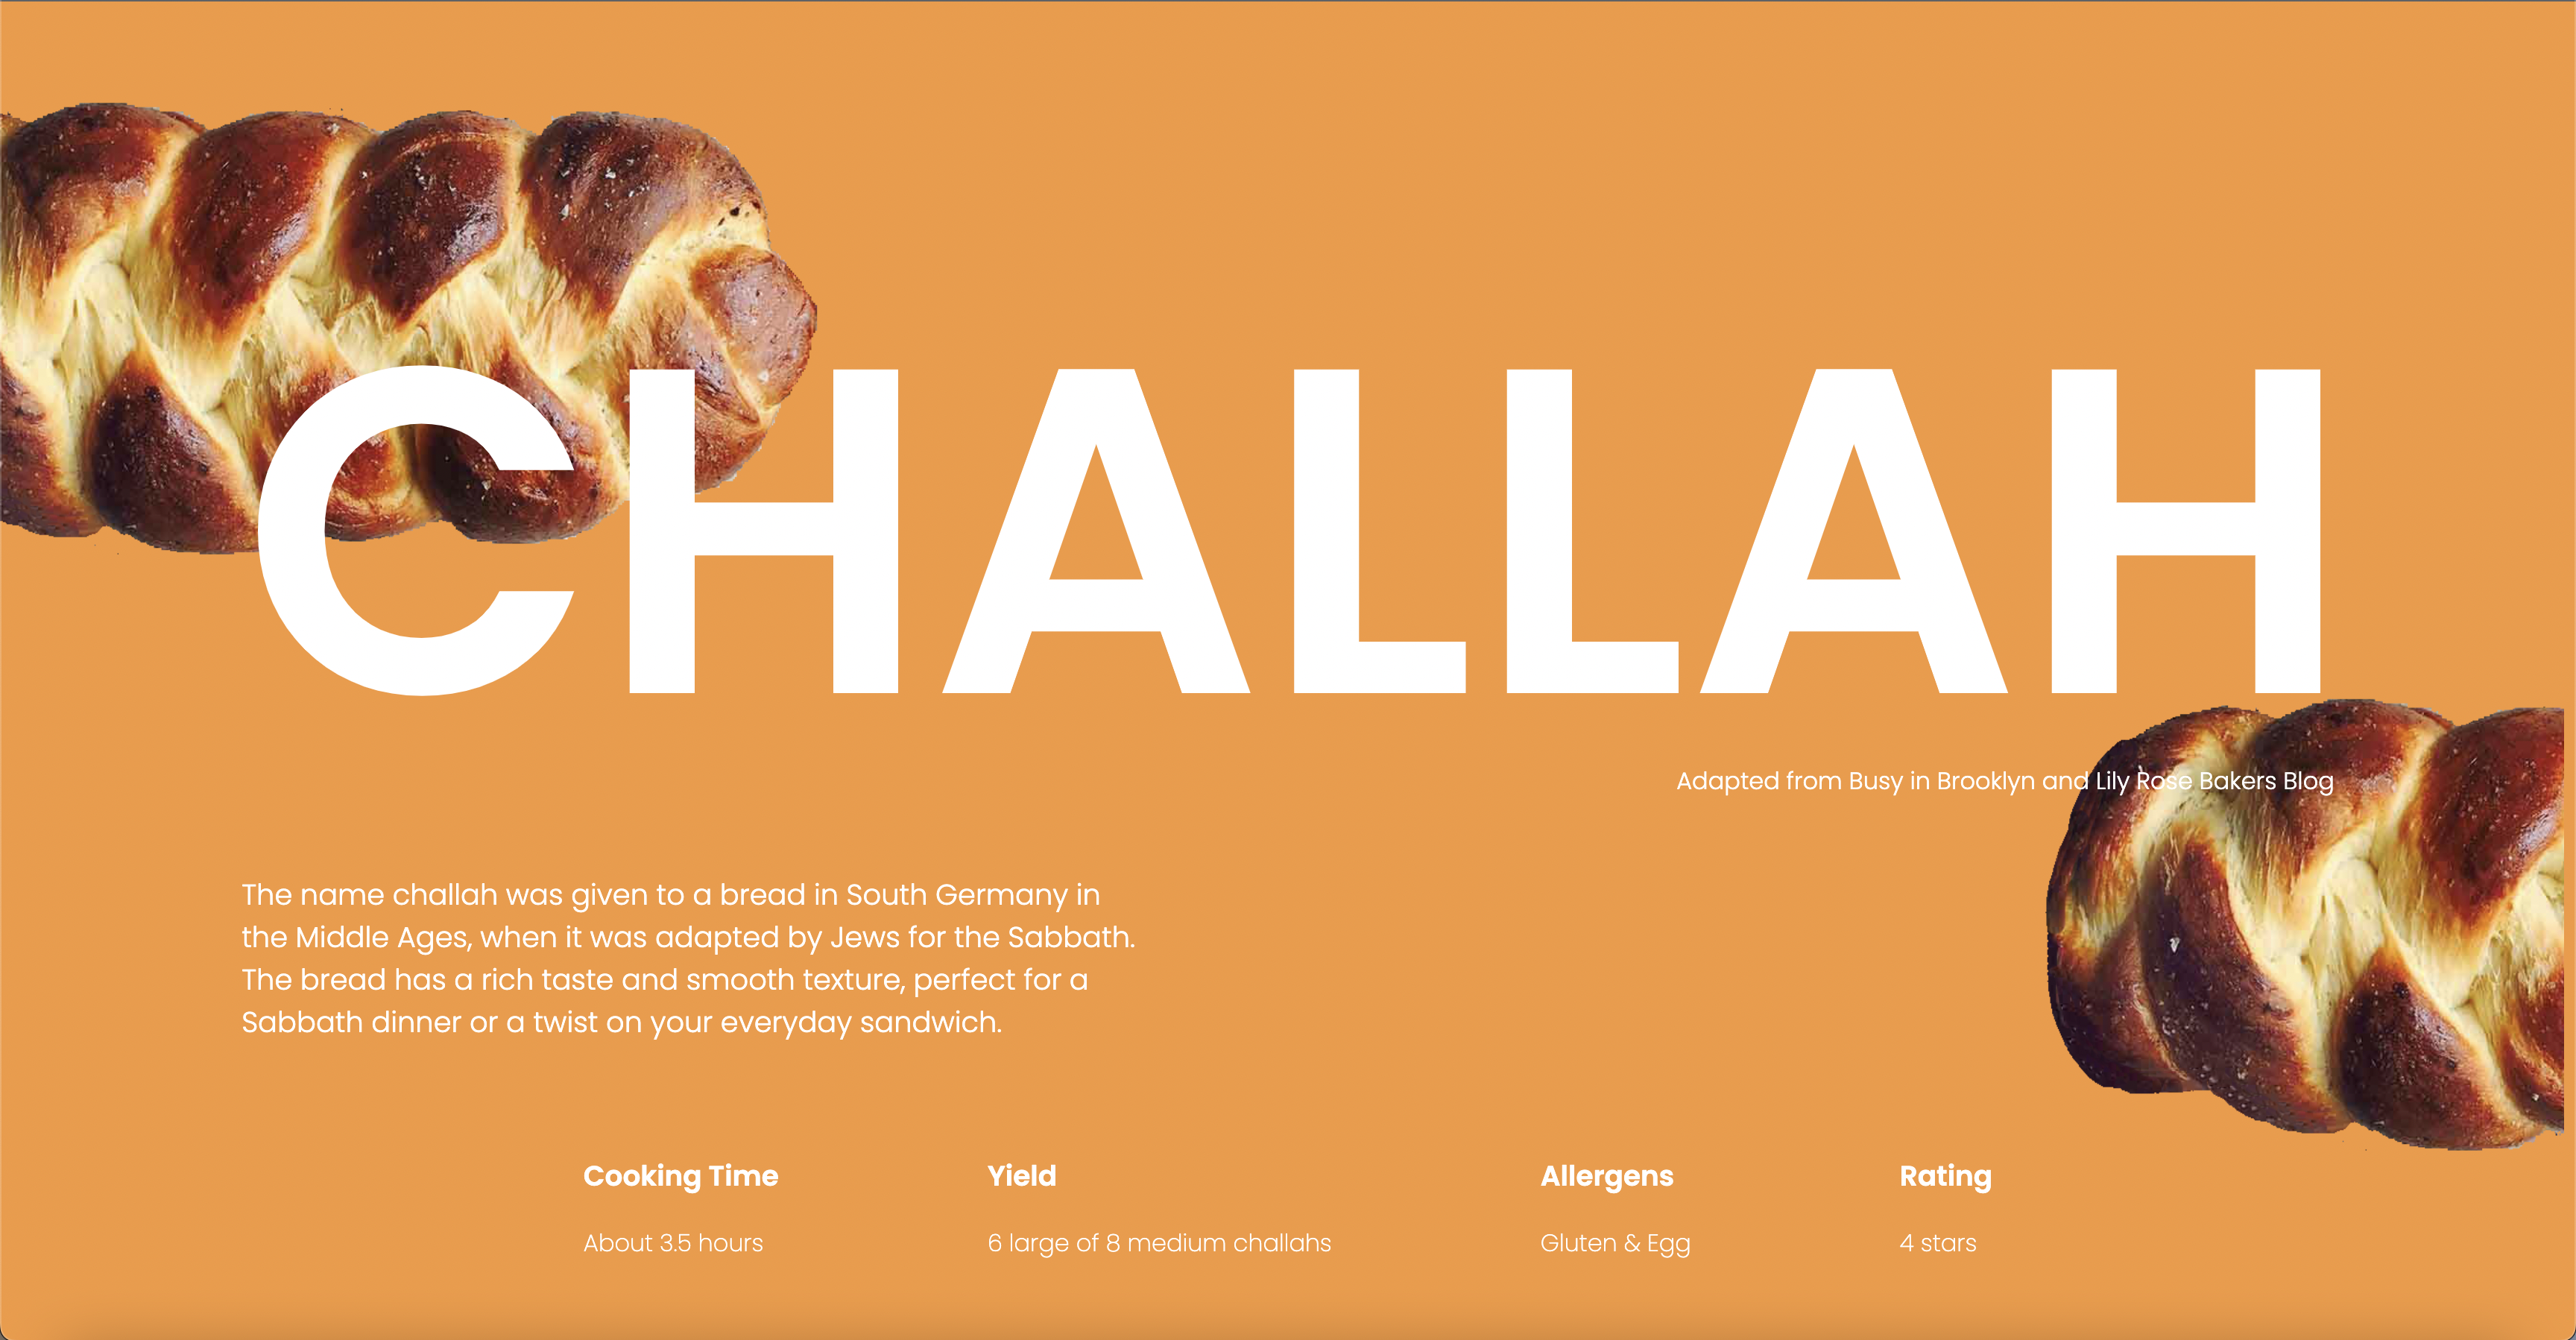 CHALLAH
Adapted from Busy in Brooklyn and Lily Rose Bakers Blog
The name challah was given to a bread in South Germany in
the Middle Ages, when it was adapted by Jews for the Sabbath.
The bread has a rich taste and smooth texture, perfect for a
Sabbath dinner or a twist on your everyday sandwich.
Cooking Time
About 3.5 hours
Yield
6 large of 8 medium challahs
Allergens
Gluten & Egg
Rating
4 stars